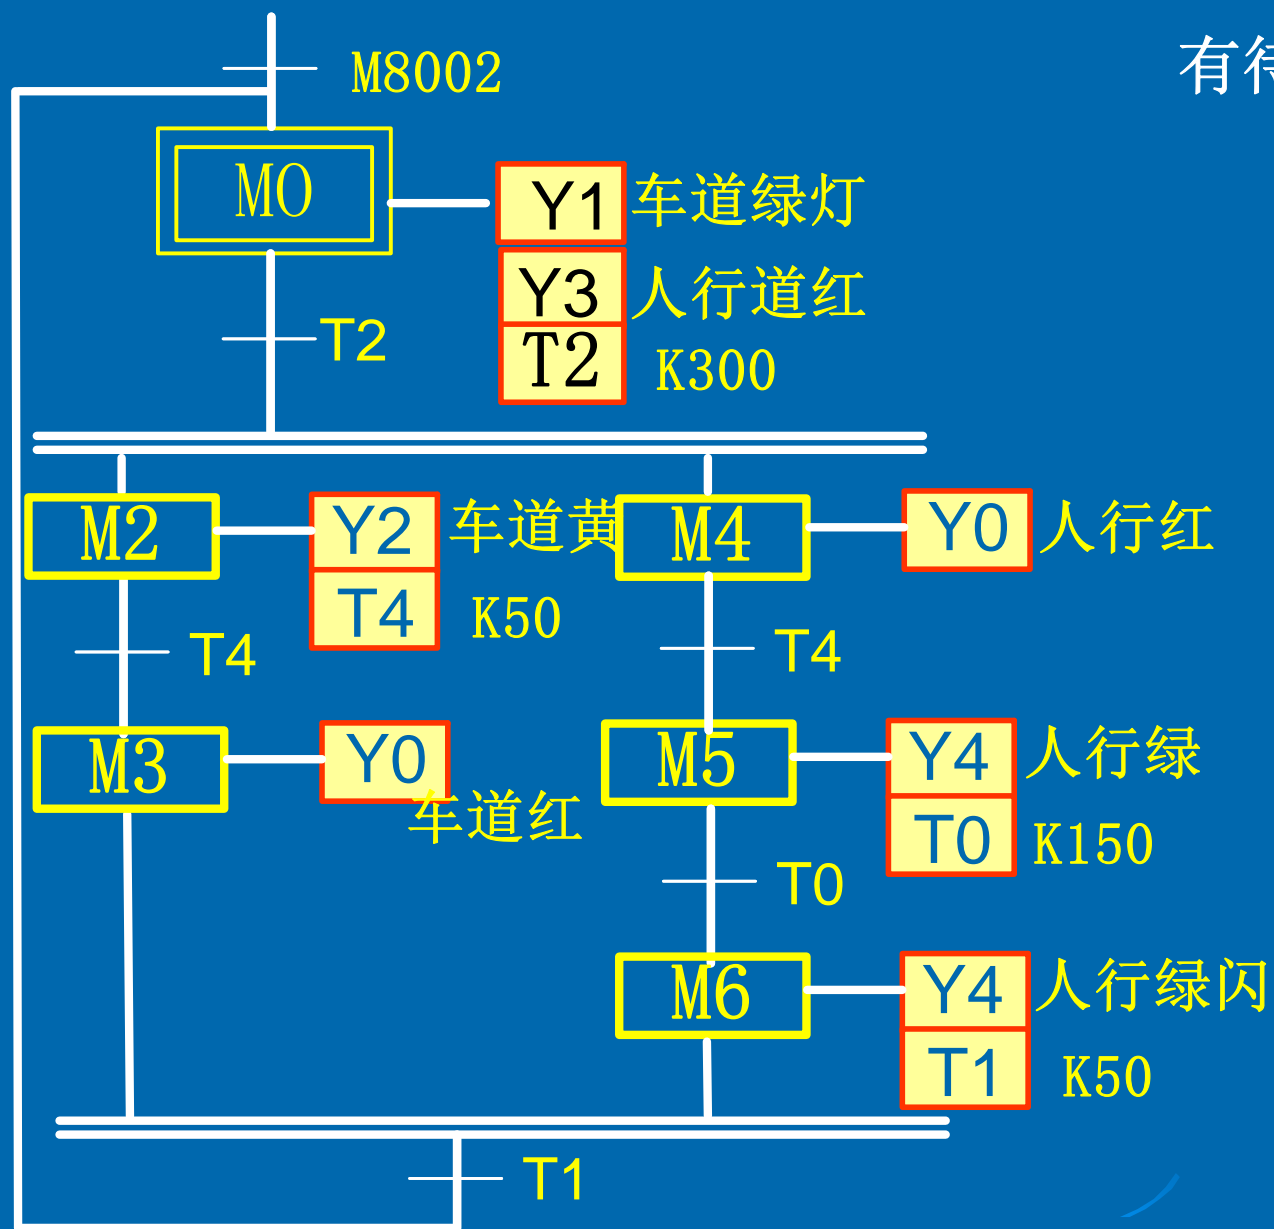 M8002
有待
M0
Y1 车道绿灯
Y3 人行道红
T2 K300
T2
M2
Y2 车道黄
T4 K50
M4
Y0 人行红
T4
T4
M3
Y0
车道红
M5
Y4 人行绿
T0 K150
T0
M6
Y4 人行绿闪
T1 K50
T1